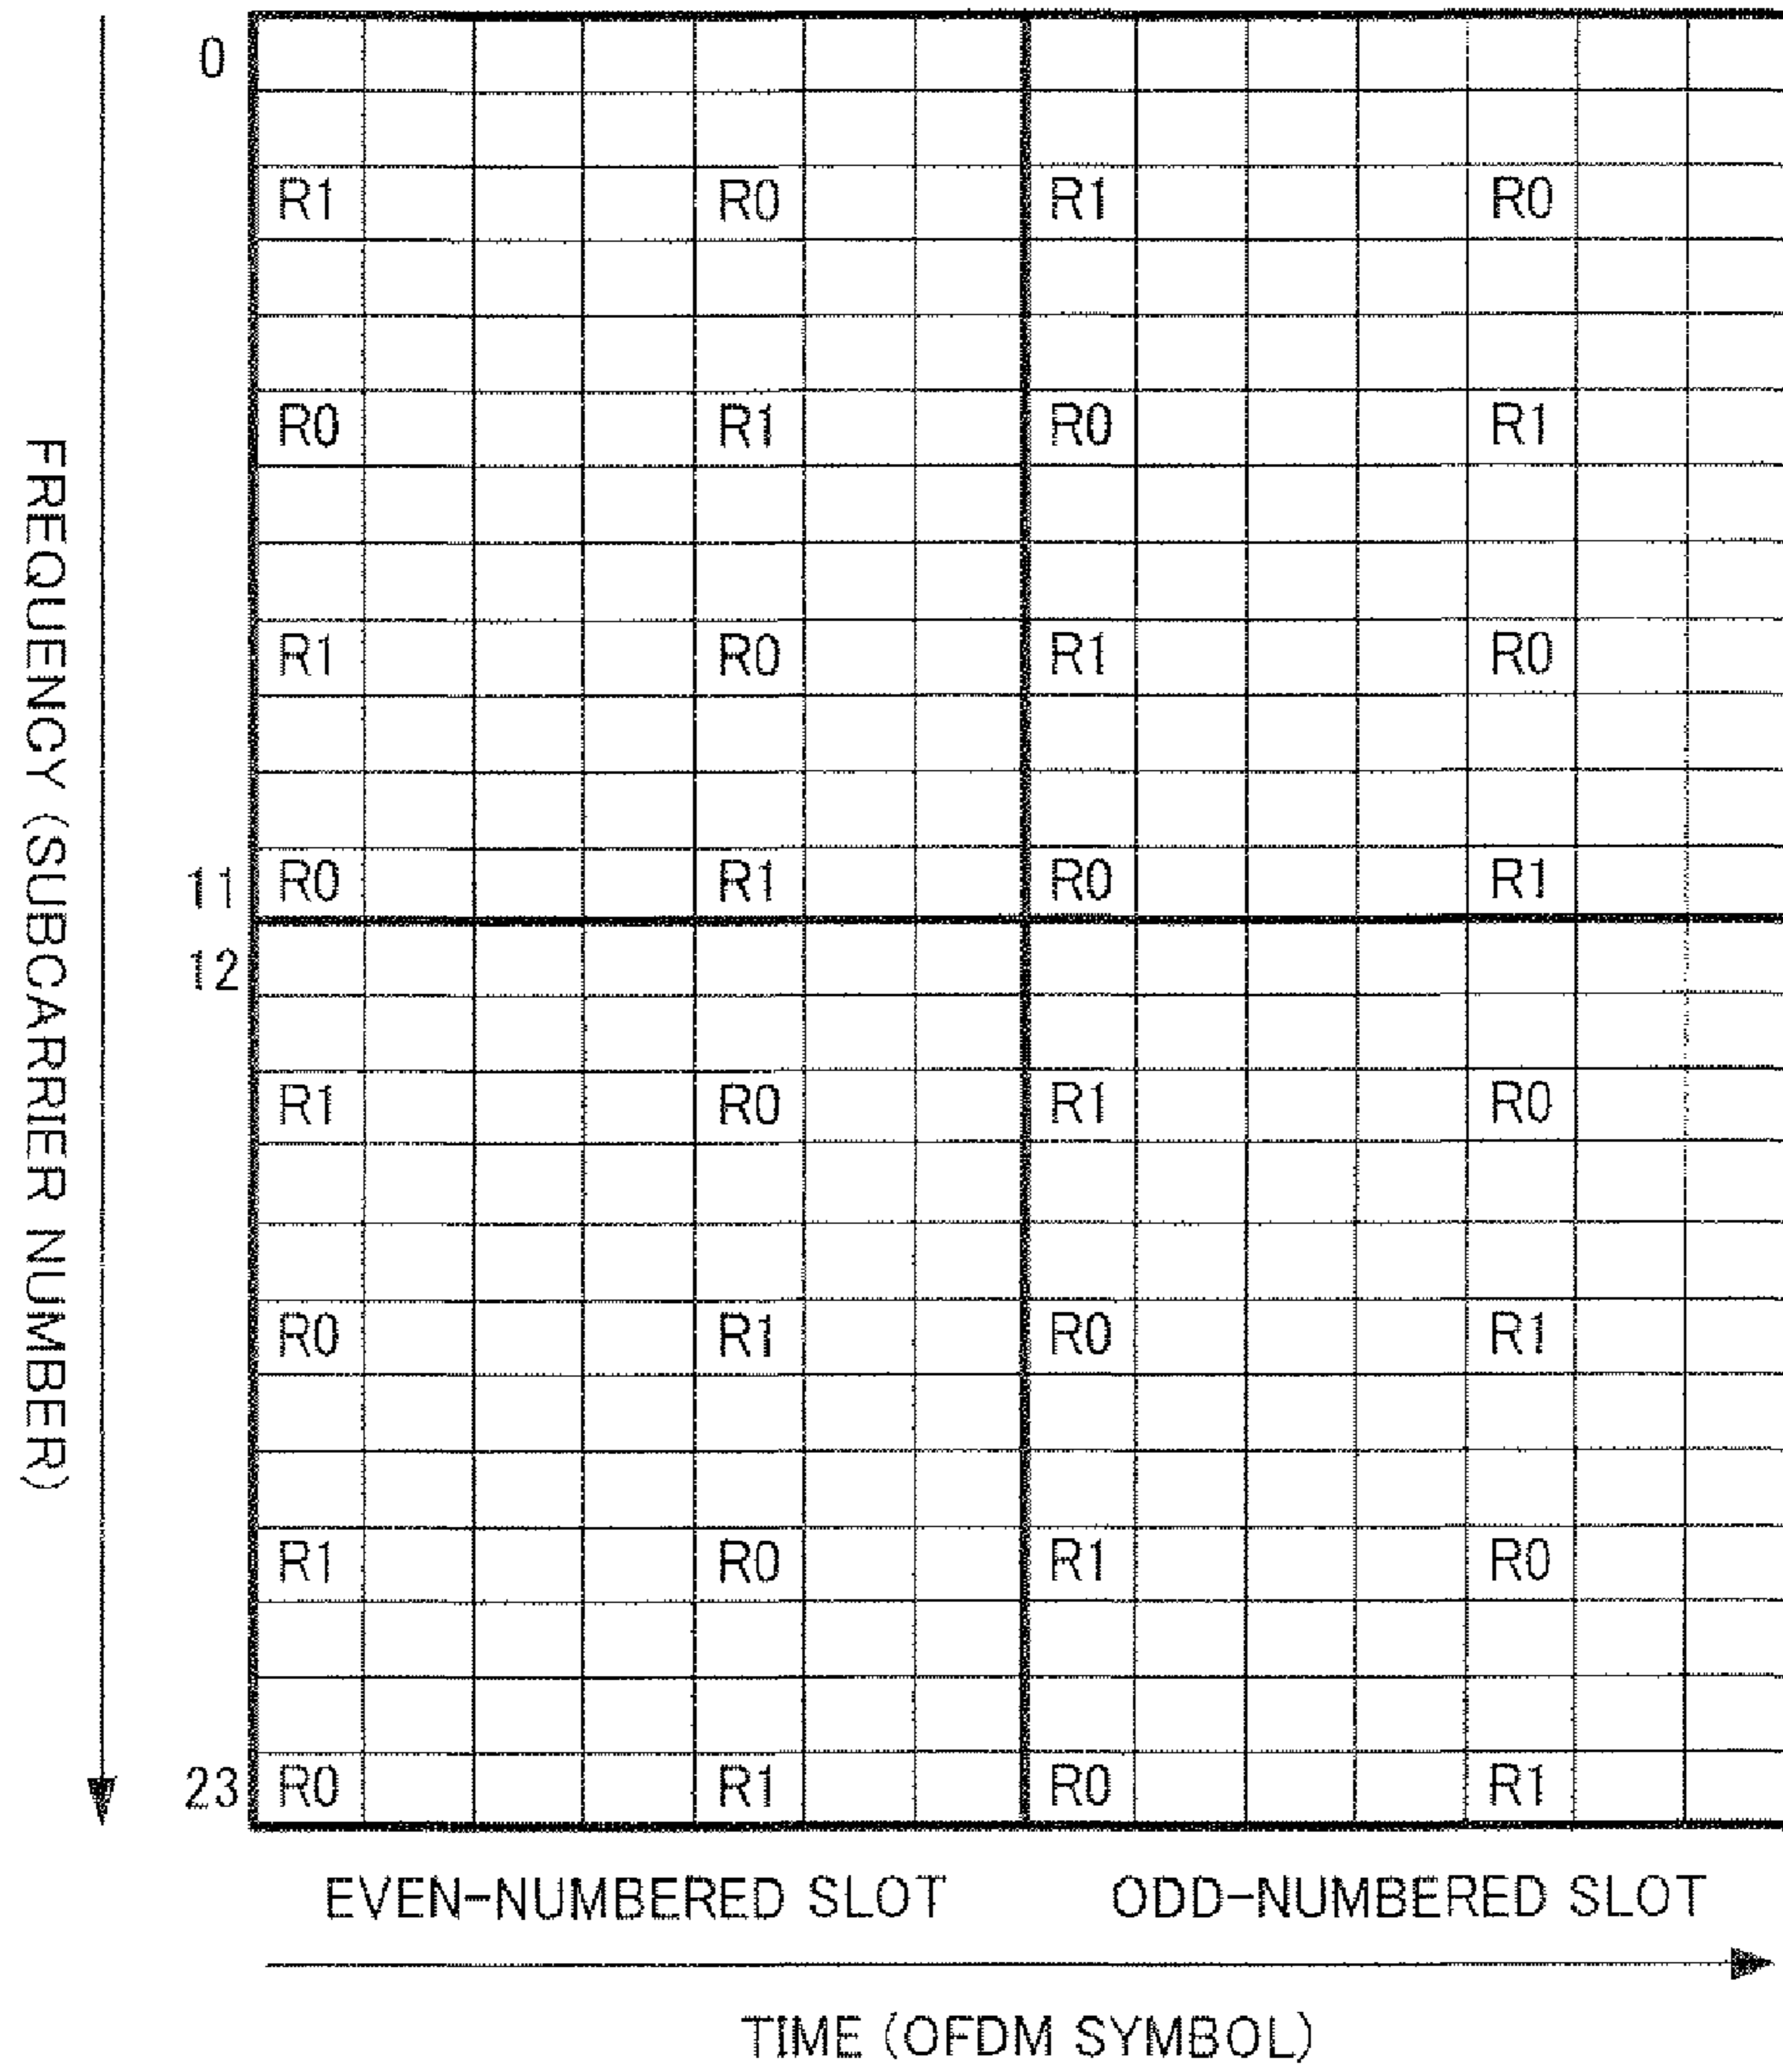 0
R1 R0 R1 R0
R0 R1 R0 R1
R1 R0 R1 R0
11 R0 R1 R0 R1
12
R1 R0 R1 R0
R0 R1 R0 R1
R1 R0 R1 R0
23 R0 R1 R0 R1
FREQUENCY (SUBCARRIER NUMBER)
EVEN-NUMBERED SLOT ODD-NUMBERED SLOT
TIME (OFDM SYMBOL)